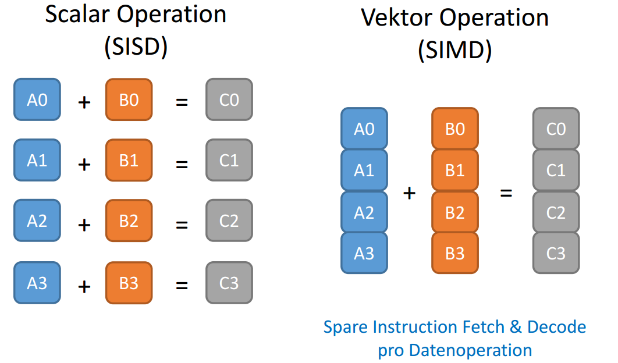 Scalar Operation
(SISD)
A0 + B0 = C0
A1 + B1 = C1
A2 + B2 = C2
A3 + B3 = C3
Vektor Operation
(SIMD)
A0 B0 C0
A1 B1 C1
+ =
A2 B2 C2
A3 B3 C3
Spare Instruction Fetch & Decode
pro Datenoperation